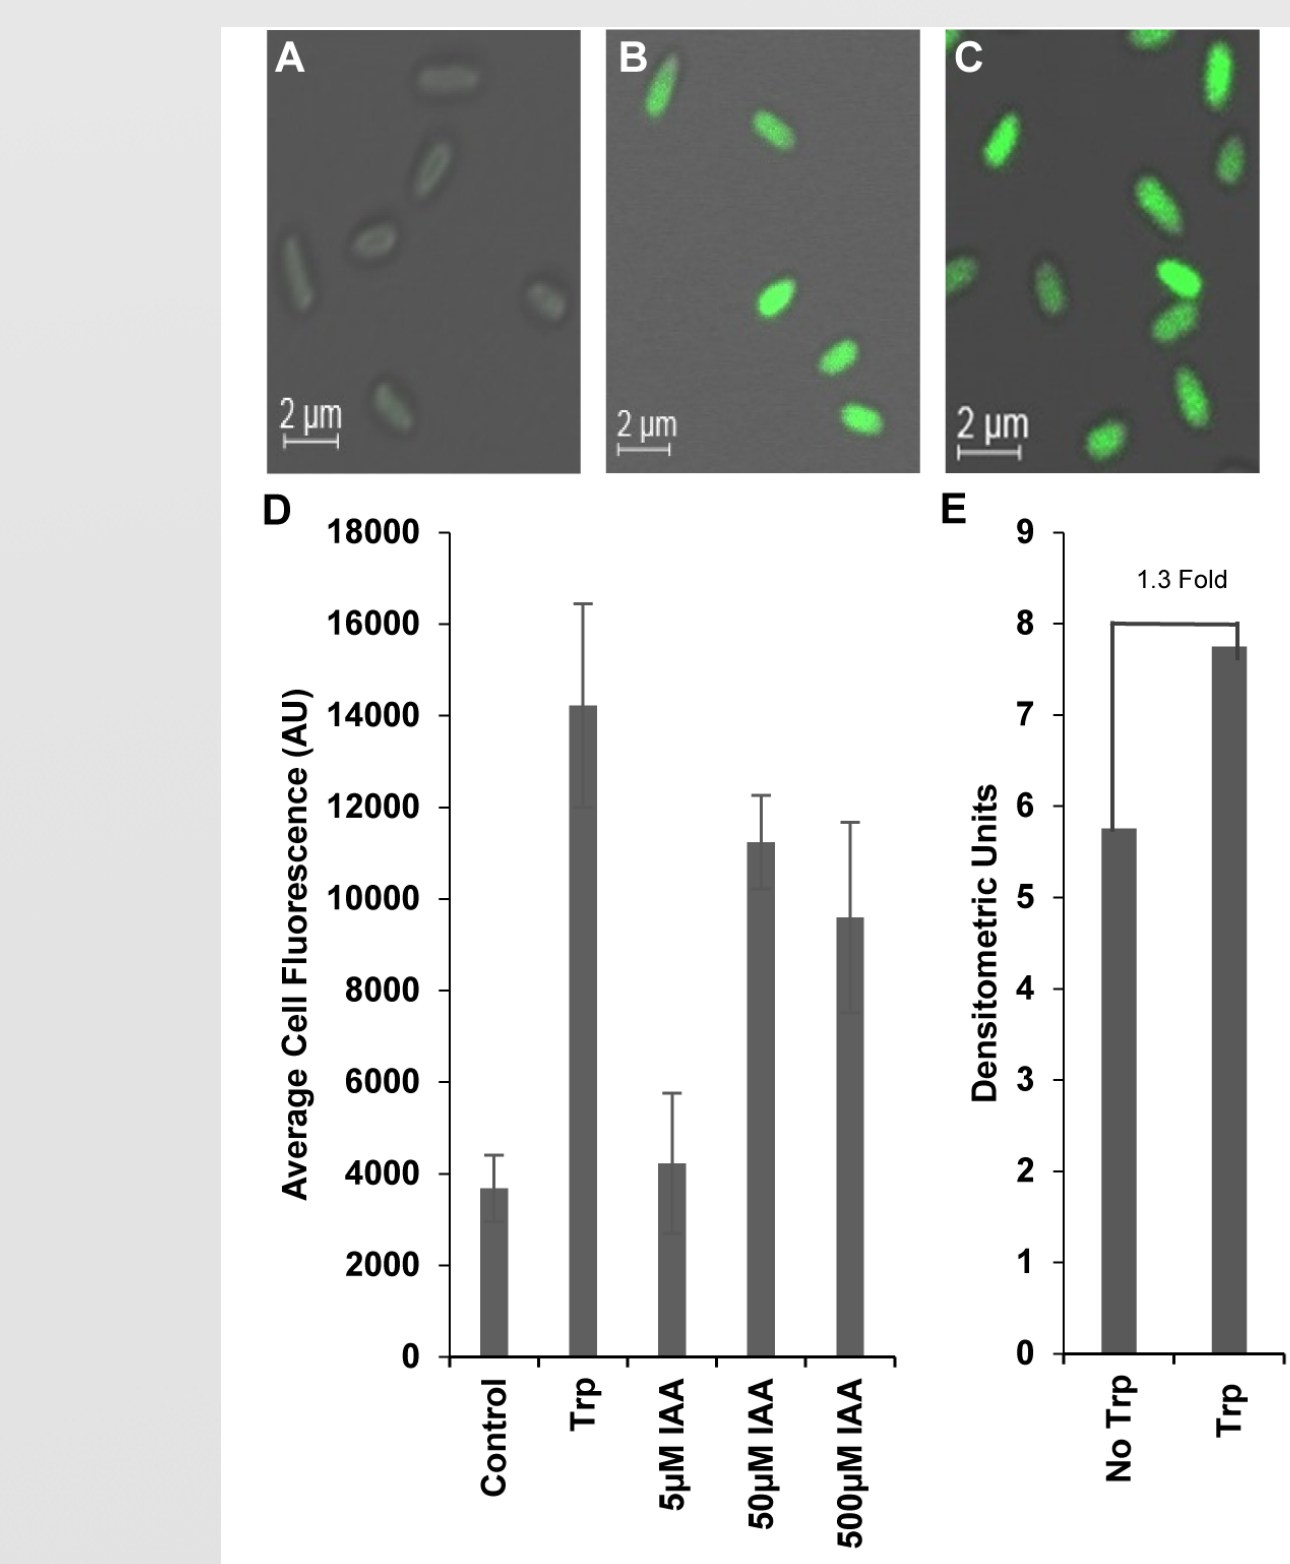 A
B
C
2 µm
2 µm
2 µm
D
E
18000
16000
14000
12000
10000
8000
6000
4000
2000
0
Average Cell Fluorescence (AU)
Control
Trp
5µM IAA
50µM IAA
500µM IAA
9
8
7
6
5
4
3
2
1
0
1.3 Fold
Densitometric Units
No Trp
Trp